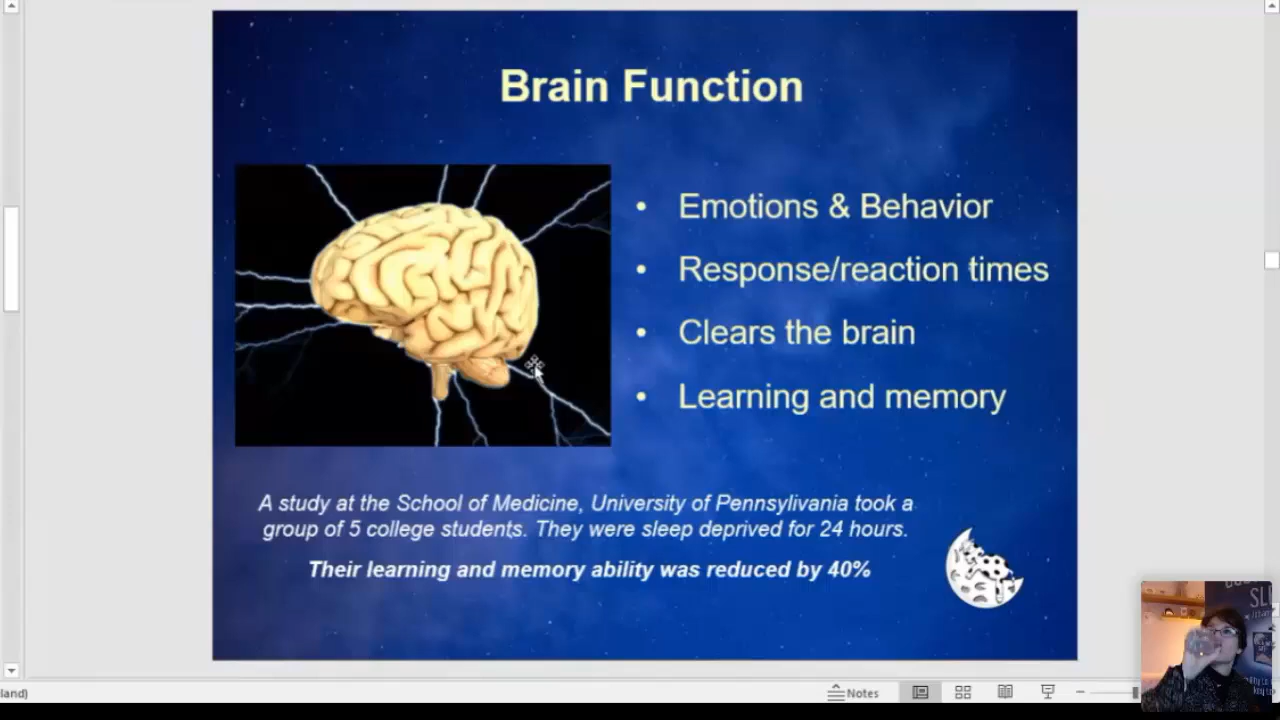 Brain Function
• Emotions & Behavior
• Response/reaction times
• Clears the brain
• Learning and memory
A study at the School of Medicine, University of Pennsylvania took a
group of 5 college students. They were sleep deprived for 24 hours.
Their learning and memory ability was reduced by 40%
land)
Notes